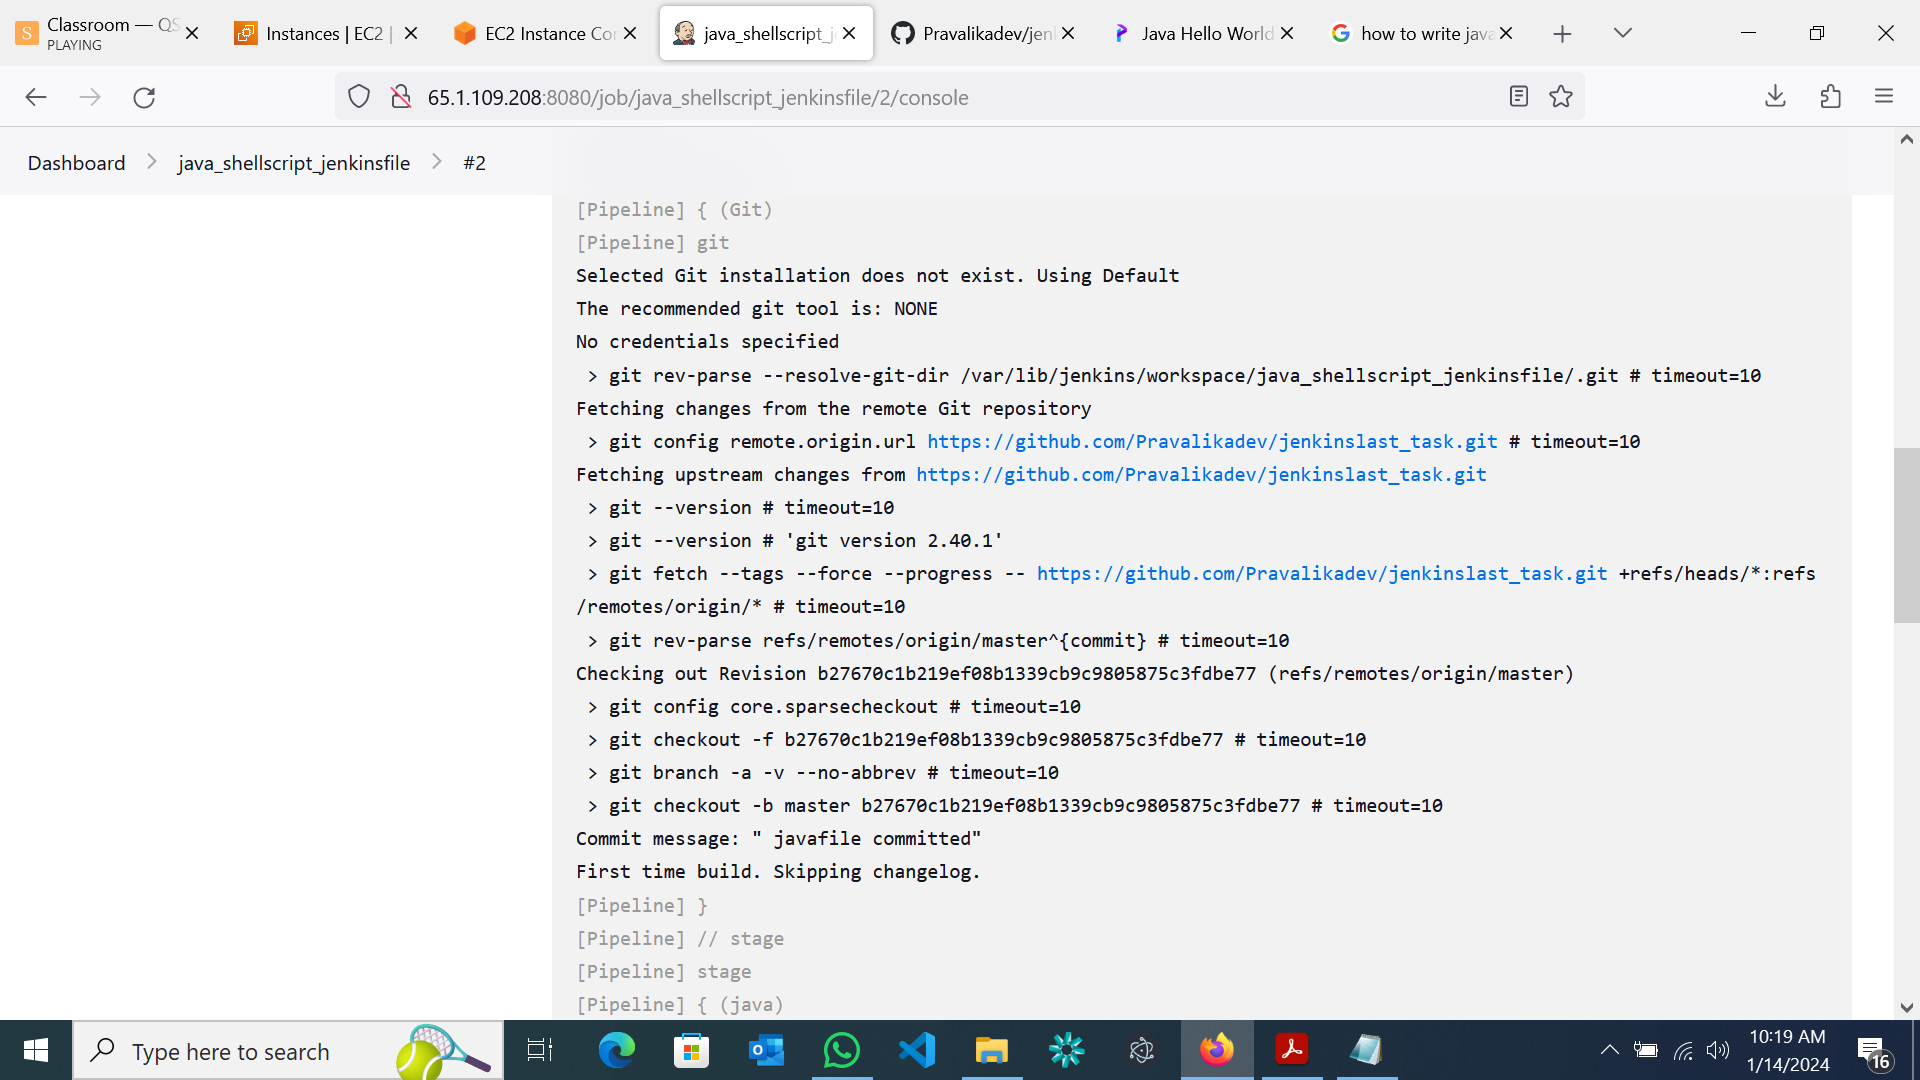 Classroom — QS
PLAYING
Instances | EC2 |
EC2 Instance Cor
java_shellscript_j
Pravalikadev/jenl
Java Hello World
how to write java
65.1.109.208:8080/job/java_shellscript_jenkinsfile/2/console
Dashboard
java_shellscript_jenkinsfile
#2
[Pipeline] { (Git)
[Pipeline] git
Selected Git installation does not exist. Using Default
The recommended git tool is: NONE
No credentials specified
> git rev-parse --resolve-git-dir /var/lib/jenkins/workspace/java_shellscript_jenkinsfile/.git # timeout=10
Fetching changes from the remote Git repository
> git config remote.origin.url https://github.com/Pravalikadev/jenkinslast_task.git # timeout=10
Fetching upstream changes from https://github.com/Pravalikadev/jenkinslast_task.git
> git --version # timeout=10
> git --version # 'git version 2.40.1'
> git fetch --tags --force --progress -- https://github.com/Pravalikadev/jenkinslast_task.git +refs/heads/*:refs
/remotes/origin/* # timeout=10
> git rev-parse refs/remotes/origin/master^{commit} # timeout=10
Checking out Revision b27670c1b219ef08b1339cb9c9805875c3fdbe77 (refs/remotes/origin/master)
> git config core.sparsecheckout # timeout=10
> git checkout -f b27670c1b219ef08b1339cb9c9805875c3fdbe77 # timeout=10
> git branch -a -v --no-abbrev # timeout=10
> git checkout -b master b27670c1b219ef08b1339cb9c9805875c3fdbe77 # timeout=10
Commit message: " javafile committed"
First time build. Skipping changelog.
[Pipeline] }
[Pipeline] // stage
[Pipeline] stage
[Pipeline] { (java)
Type here to search
10:19 AM
1/14/2024
16